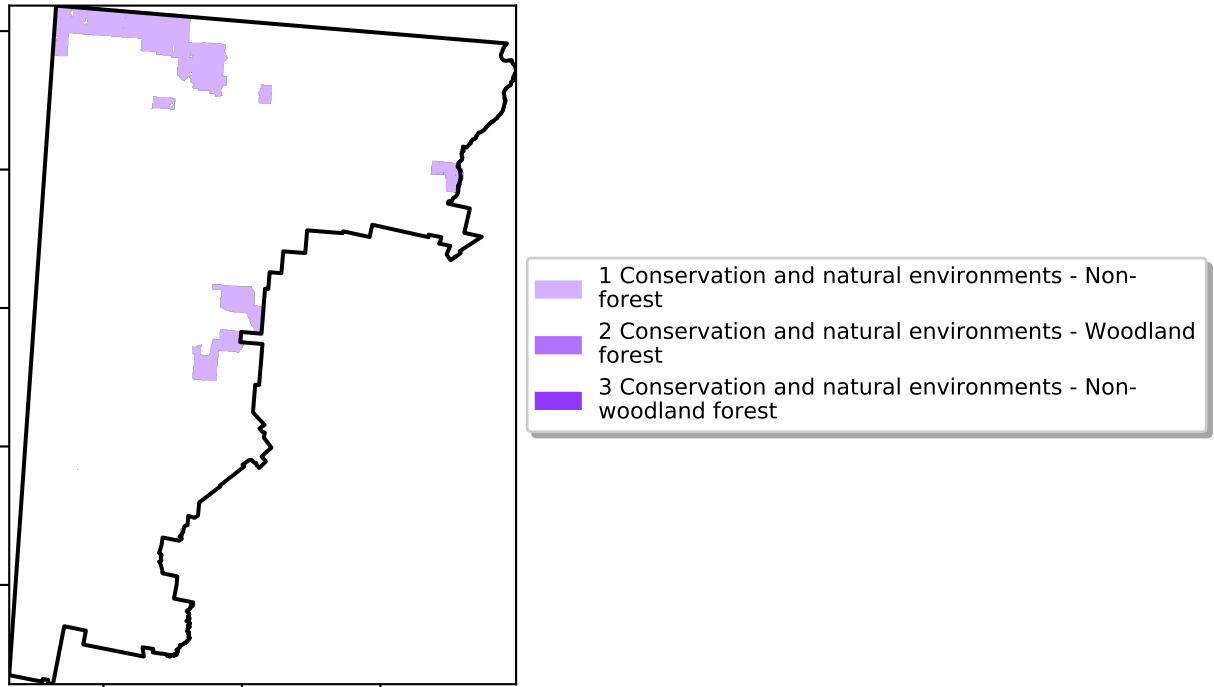 1 Conservation and natural environments - Non-
forest
2 Conservation and natural environments - Woodland
forest
3 Conservation and natural environments - Non-
woodland forest